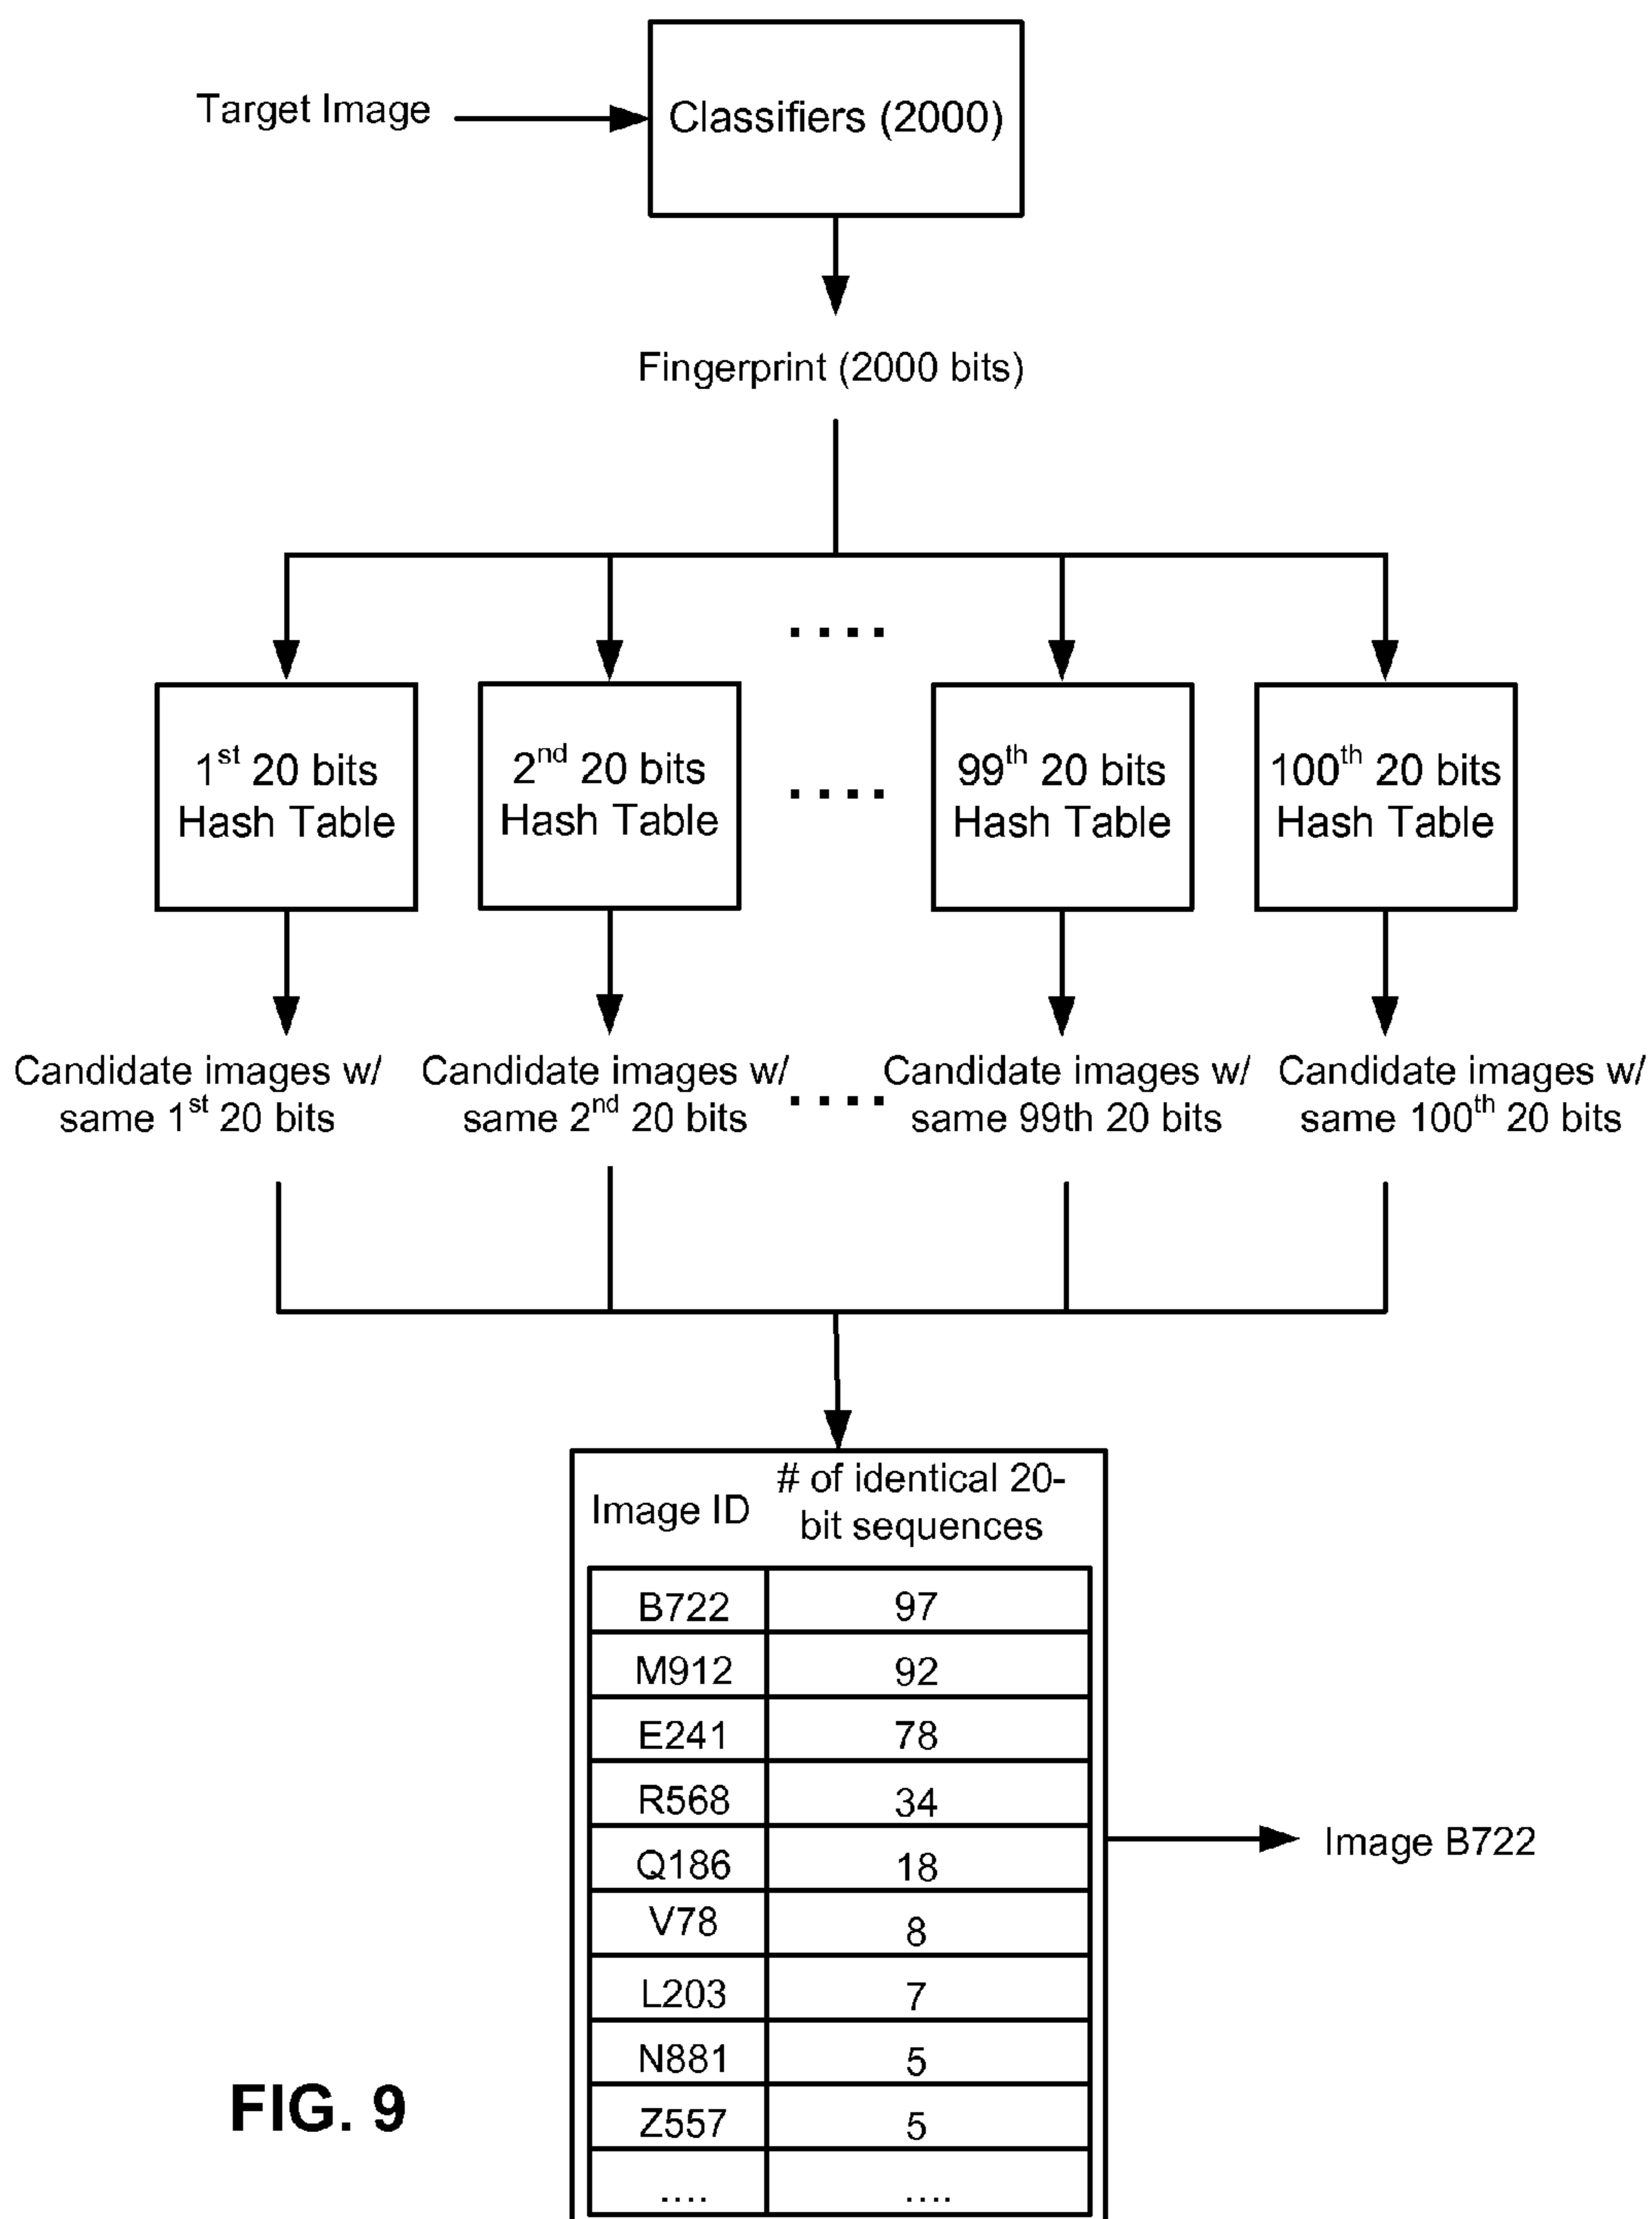 Target Image
Classifiers (2000)
Fingerprint (2000 bits)
....
1st 20 bits
Hash Table
2nd 20 bits
Hash Table
....
99th 20 bits
Hash Table
100th 20 bits
Hash Table
Candidate images w/
same 1st 20 bits
Candidate images w/
same 2nd 20 bits
....
Candidate images w/
same 99th 20 bits
Candidate images w/
same 100th 20 bits
Image ID
# of identical 20-
bit sequences
B722 97
M912 92
E241 78
R568 34
Q186 18
V78 8
L203 7
N881 5
Z557 5
.... ....
Image B722
FIG. 9